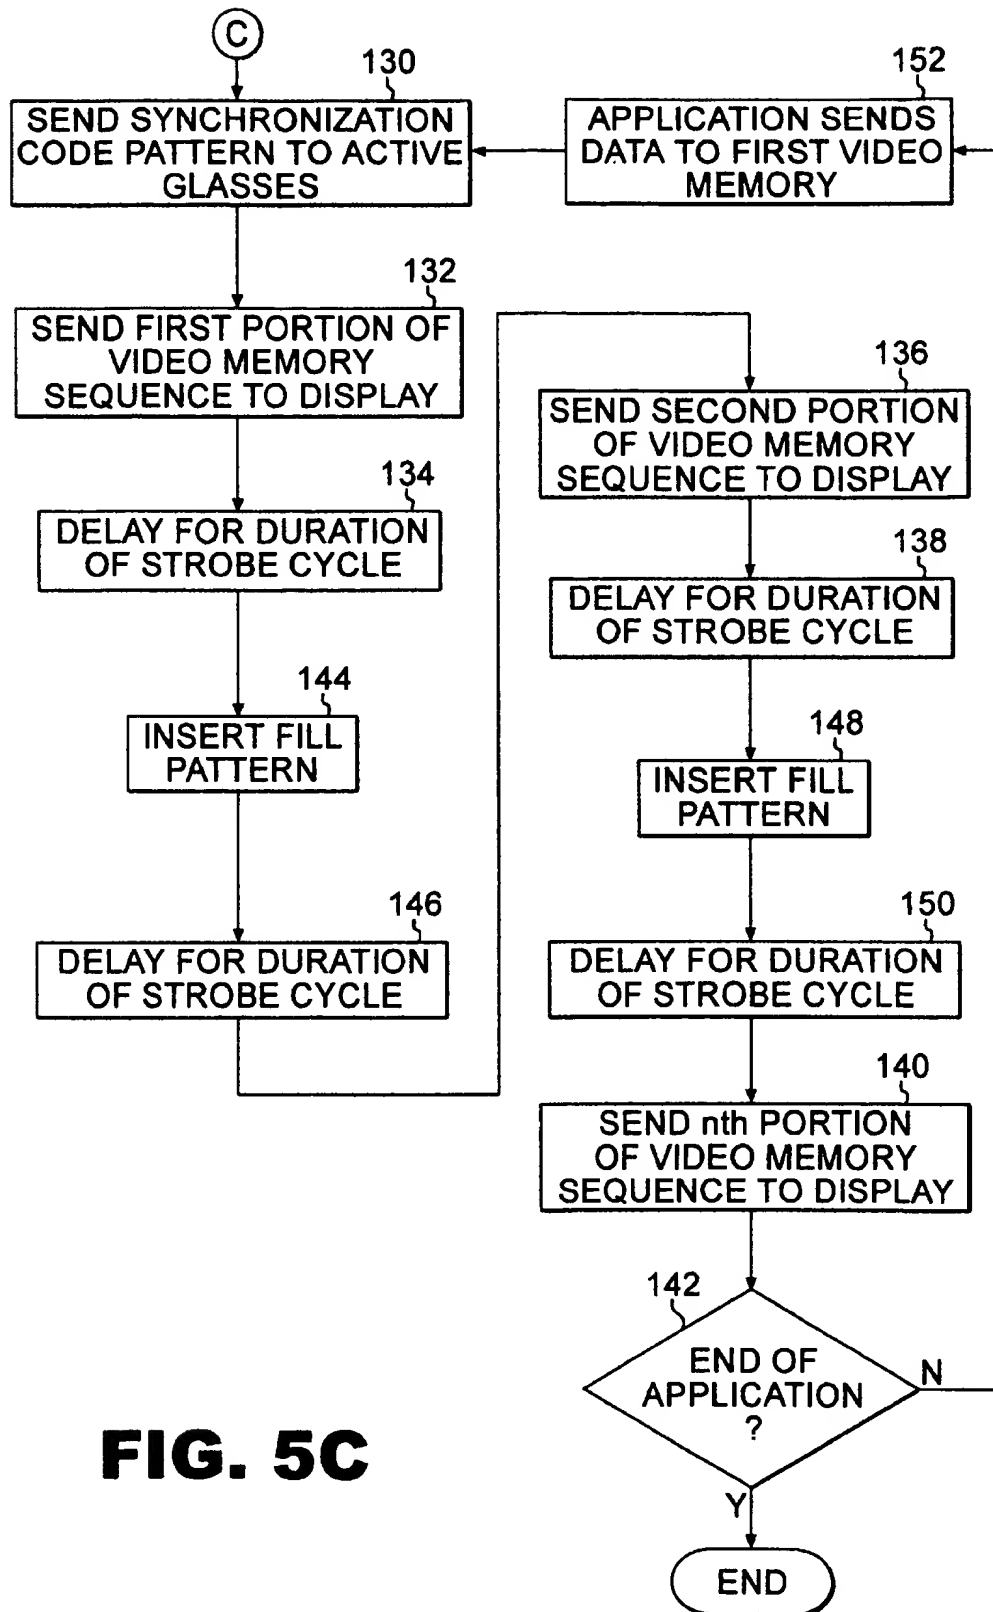 C
130
SEND SYNCHRONIZATION
CODE PATTERN TO ACTIVE
GLASSES
152
APPLICATION SENDS
DATA TO FIRST VIDEO
MEMORY
132
SEND FIRST PORTION OF
VIDEO MEMORY
SEQUENCE TO DISPLAY
134
DELAY FOR DURATION
OF STROBE CYCLE
144
INSERT FILL
PATTERN
146
DELAY FOR DURATION
OF STROBE CYCLE
136
SEND SECOND PORTION
OF VIDEO MEMORY
SEQUENCE TO DISPLAY
138
DELAY FOR DURATION
OF STROBE CYCLE
148
INSERT FILL
PATTERN
150
DELAY FOR DURATION
OF STROBE CYCLE
140
SEND nth PORTION
OF VIDEO MEMORY
SEQUENCE TO DISPLAY
142
END OF
APPLICATION
?
N
Y
END
FIG. 5C